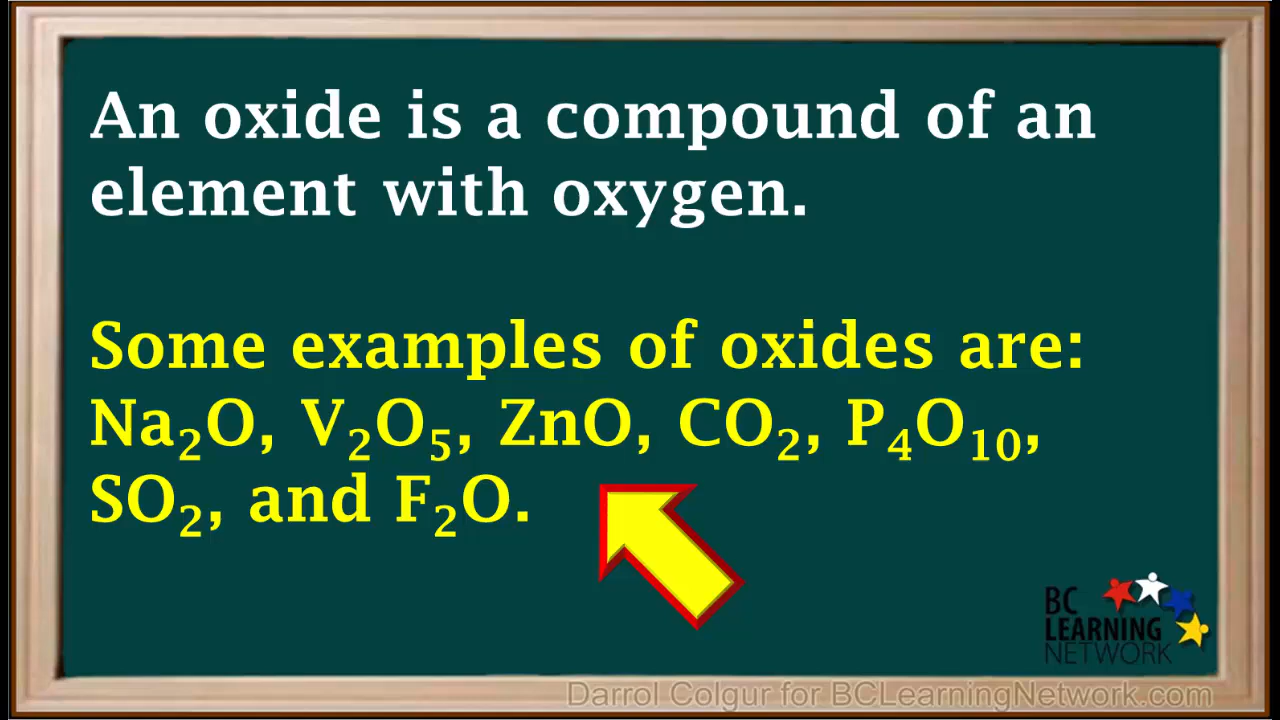 An oxide is a compound of an
element with oxygen.
Some examples of oxides are:
Na₂O, V₂O₅, ZnO, CO₂, P₄O₁₀,
SO₂, and F₂O.
BC
LEARNING
NETWORK
Darrol Colgur for BCLearningNetwork.com